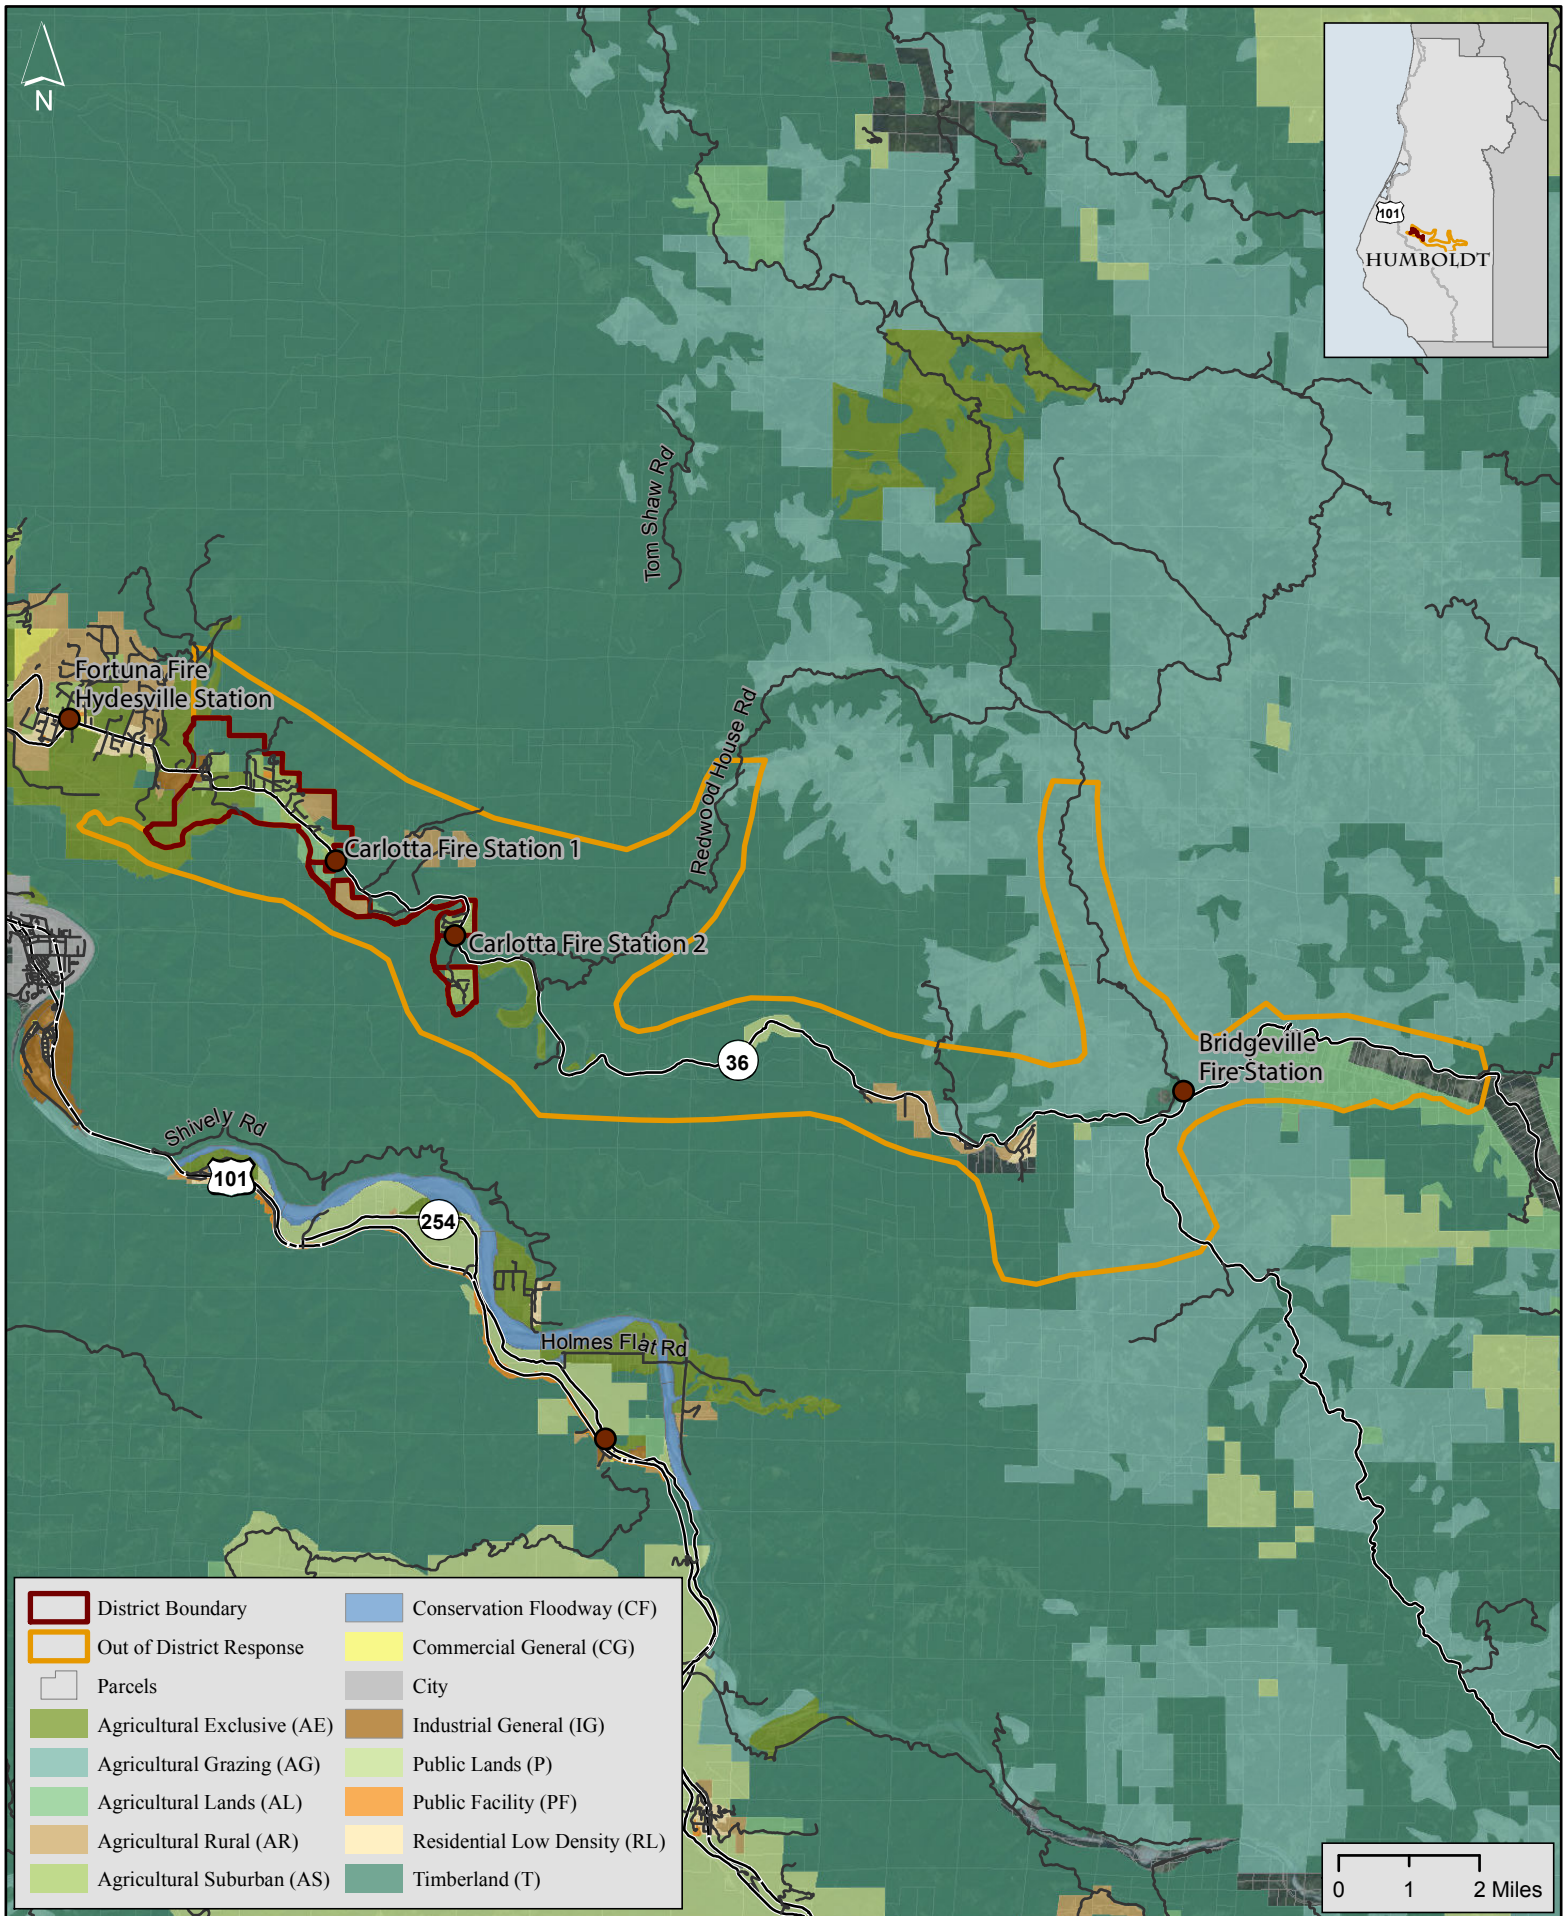 N
101
HUMBOLDT
Tom Shaw Rd
Fortuna Fire
Hydesville Station
Redwood House Rd
Carlotta Fire Station 1
Carlotta Fire Station 2
36
Bridgeville
Fire Station
Shively Rd
101
254
Holmes Flat Rd
District Boundary
Out of District Response
Parcels
Agricultural Exclusive (AE)
Agricultural Grazing (AG)
Agricultural Lands (AL)
Agricultural Rural (AR)
Agricultural Suburban (AS)
Conservation Floodway (CF)
Commercial General (CG)
City
Industrial General (IG)
Public Lands (P)
Public Facility (PF)
Residential Low Density (RL)
Timberland (T)
0 1 2 Miles